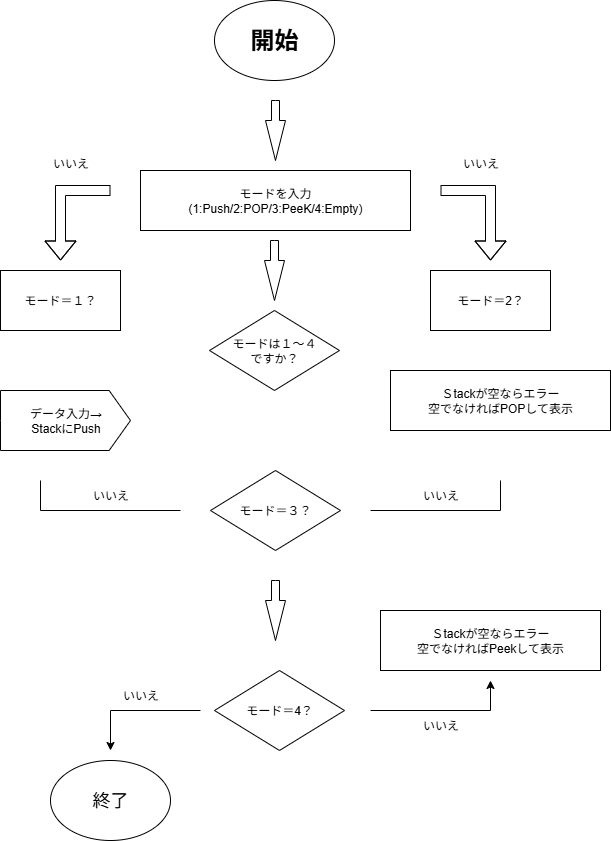 開始
いいえ
いいえ
モードを入力
(1:Push/2:POP/3:PeeK/4:Empty)
モード＝１？
モード＝2？
モードは１～４
ですか？
Ｓtackが空ならエラー
空でなければPOPして表示
データ入力→
StackにPush
いいえ
モード＝３？
いいえ
Ｓtackが空ならエラー
空でなければPeekして表示
いいえ
モード＝4？
いいえ
終了